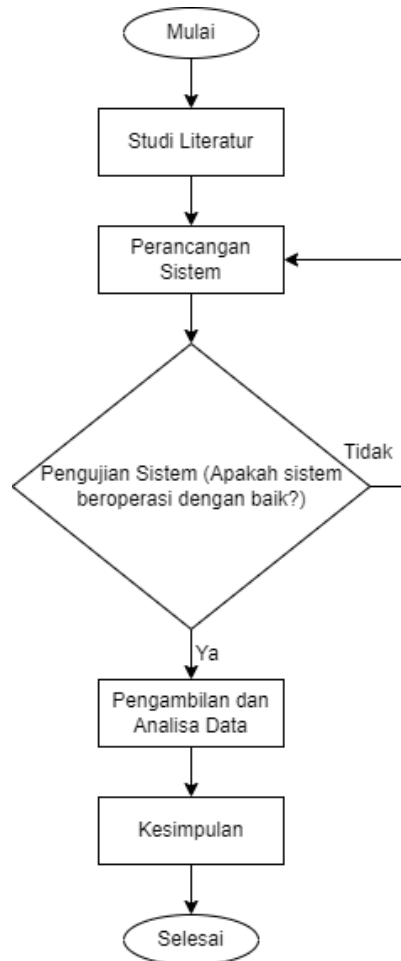 Mulai
Studi Literatur
Perancangan
Sistem
Tidak
Pengujian Sistem (Apakah sistem
beroperasi dengan baik?)
Ya
Pengambilan dan
Analisa Data
Kesimpulan
Selesai